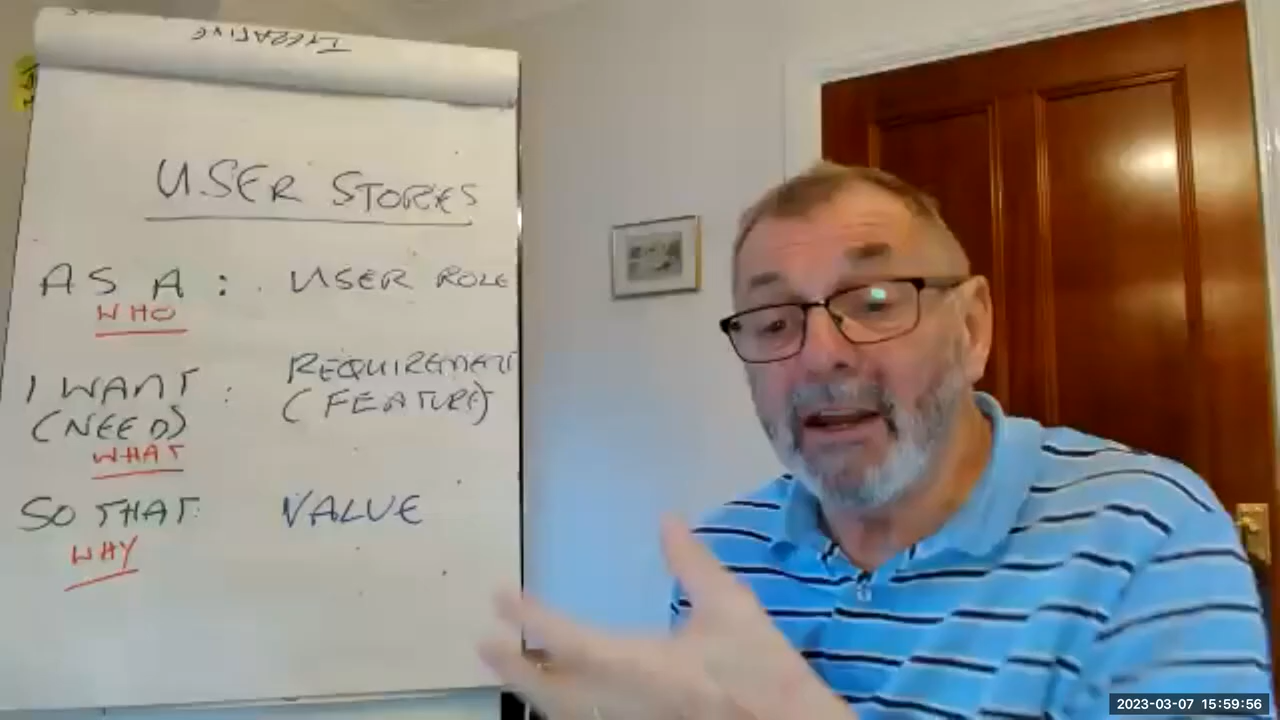 ITERATIVE
USER STORIES
AS A : USER ROLE
WHO
I WANT : REQUIREMENT
(NEED) (FEATURE)
WHAT
SO THAT: VALUE
WHY
2023-03-07 15:59:56